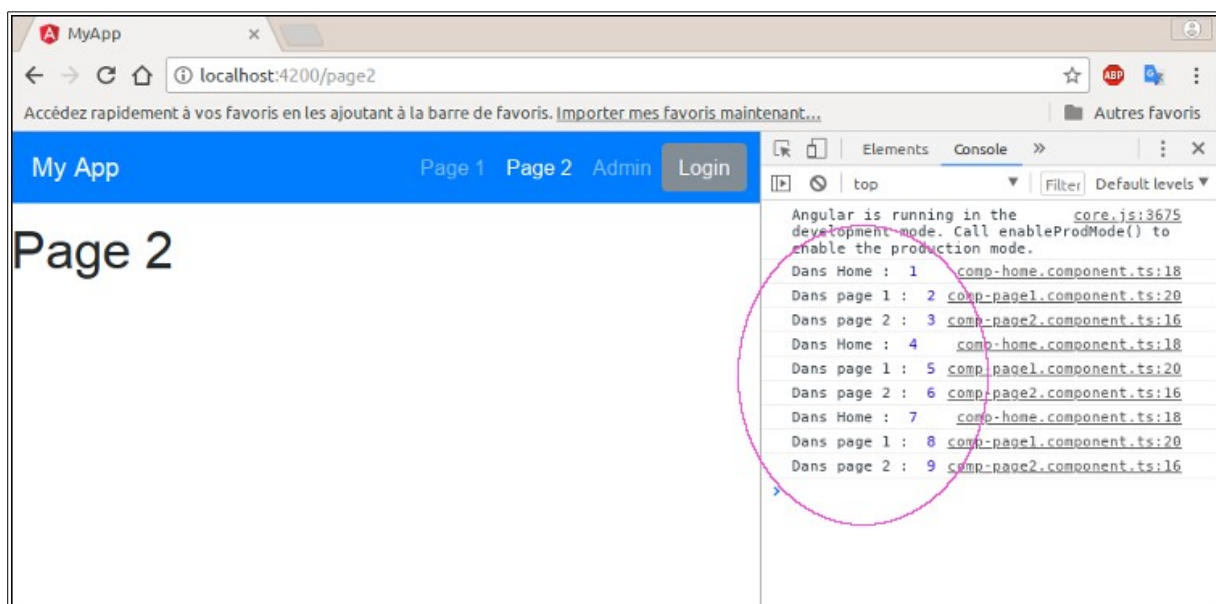 MyApp
localhost:4200/page2
ABP
Accédez rapidement à vos favoris en les ajoutant à la barre de favoris. Importer mes favoris maintenant...
Autres favoris
My App
Page 1 Page 2 Admin Login
Page 2
Elements Console »
top Filter Default levels
Angular is running in the core.js:3675
development mode. Call enableProdMode() to
enable the production mode.
Dans Home : 1 comp-home.component.ts:18
Dans page 1 : 2 comp-page1.component.ts:20
Dans page 2 : 3 comp-page2.component.ts:16
Dans Home : 4 comp-home.component.ts:18
Dans page 1 : 5 comp-page1.component.ts:20
Dans page 2 : 6 comp-page2.component.ts:16
Dans Home : 7 comp-home.component.ts:18
Dans page 1 : 8 comp-page1.component.ts:20
Dans page 2 : 9 comp-page2.component.ts:16